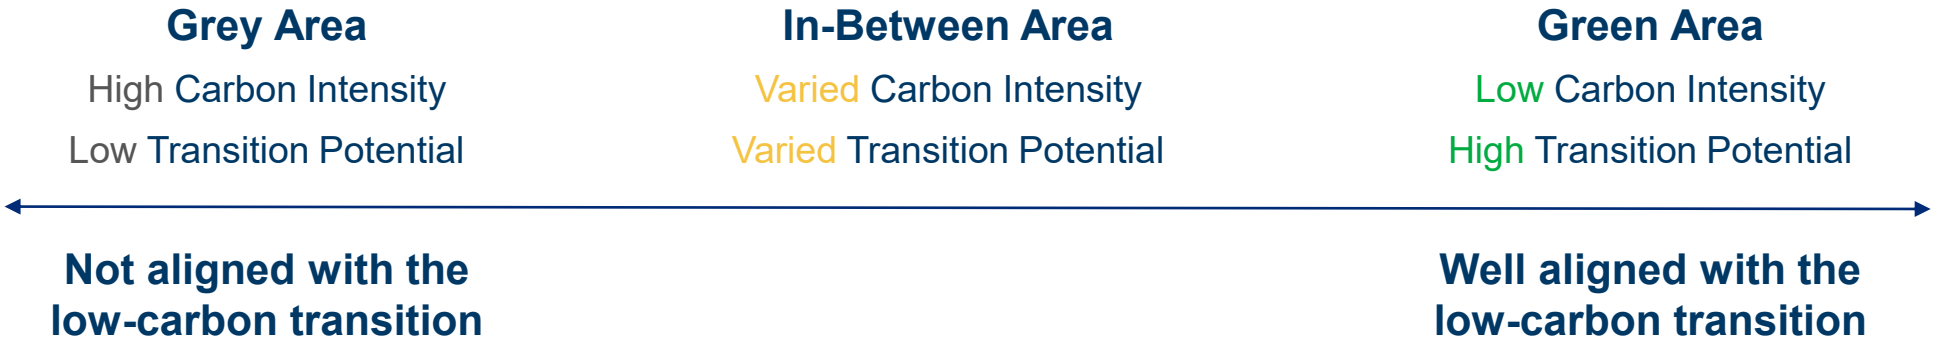 Grey Area
High Carbon Intensity
Low Transition Potential
In-Between Area
Varied Carbon Intensity
Varied Transition Potential
Green Area
Low Carbon Intensity
High Transition Potential
Not aligned with the
low-carbon transition
Well aligned with the
low-carbon transition